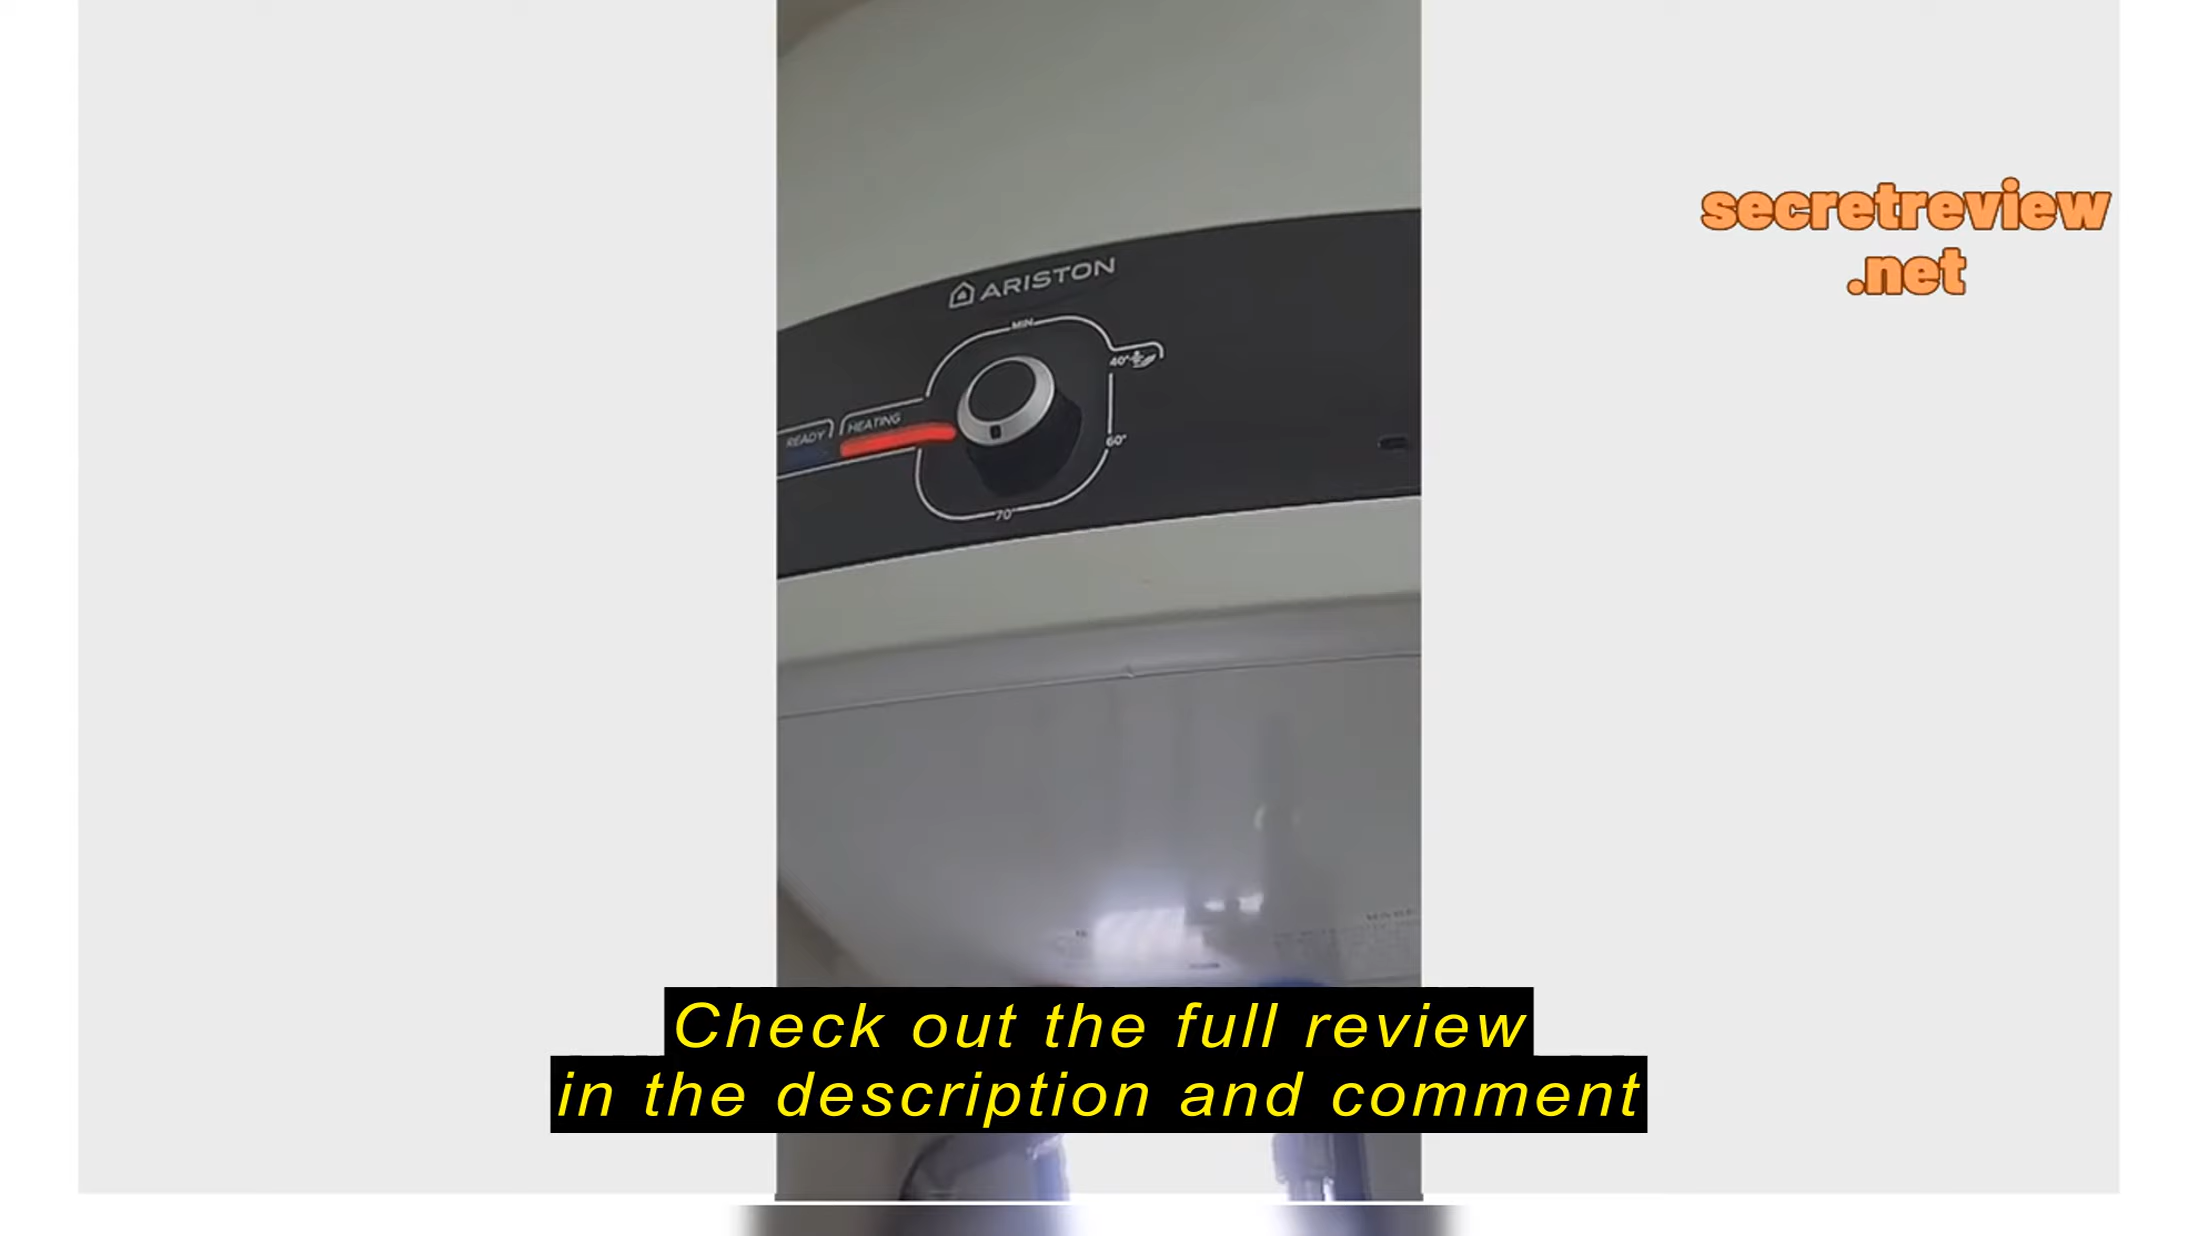 secretreview
.net
ARISTON
MIN
40°
READY
HEATING
60°
70°
Check out the full review
in the description and comment